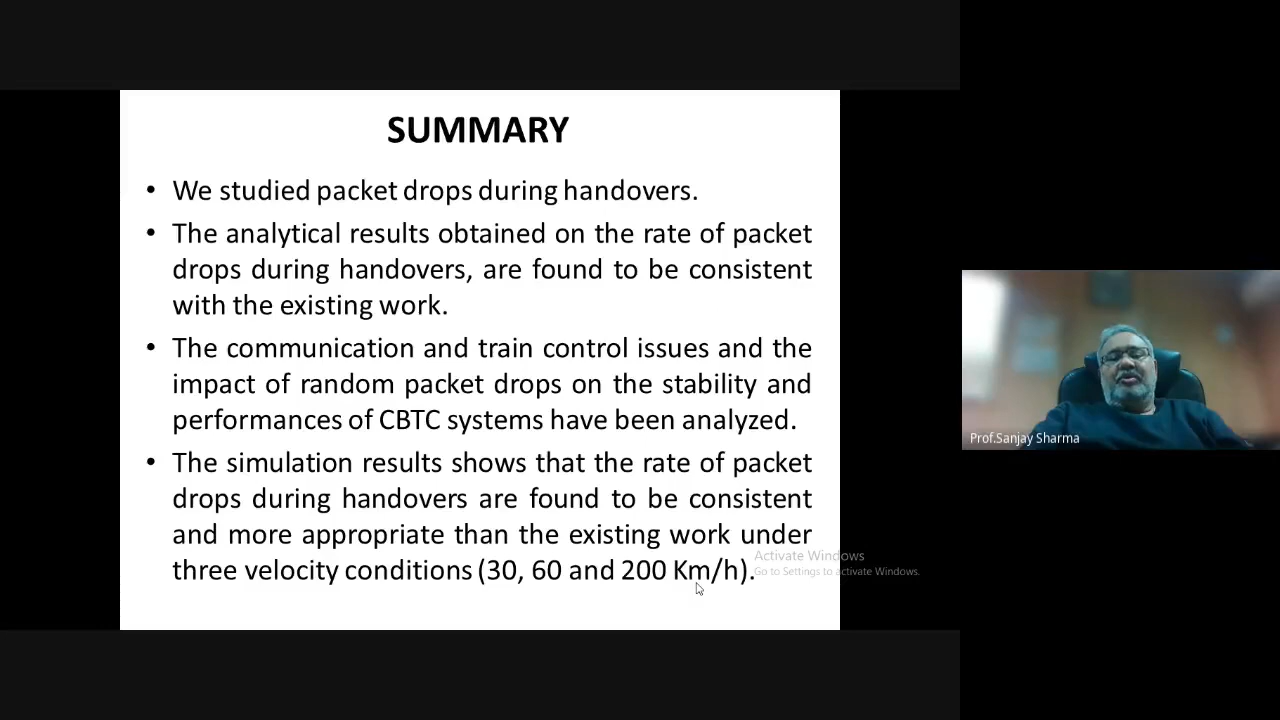 SUMMARY
• We studied packet drops during handovers.
• The analytical results obtained on the rate of packet
drops during handovers, are found to be consistent
with the existing work.
• The communication and train control issues and the
impact of random packet drops on the stability and
performances of CBTC systems have been analyzed.
• The simulation results shows that the rate of packet
drops during handovers are found to be consistent
and more appropriate than the existing work under
three velocity conditions (30, 60 and 200 Km/h).
Activate Windows
Go to Settings to activate Windows.
Prof.Sanjay Sharma